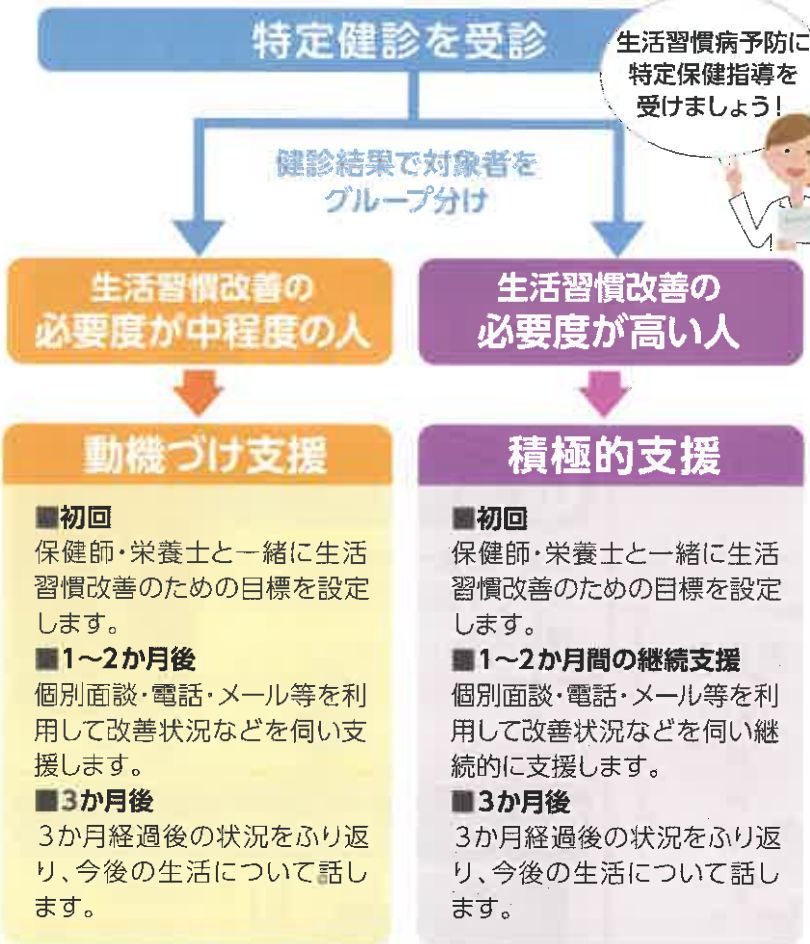 特定健診を受診
生活習慣病予防に
特定保健指導を
受けましょう!
健診結果で対象者を
グループ分け
生活習慣改善の
必要度が中程度の人
動機づけ支援
■初回
保健師・栄養士と一緒に生活
習慣改善のための目標を設定
します。
■1〜2か月後
個別面談・電話・メール等を利
用して改善状況などを伺い支
援します。
■3か月後
3か月経過後の状況をふり返
り、今後の生活について話し
ます。
生活習慣改善の
必要度が高い人
積極的支援
■初回
保健師・栄養士と一緒に生活
習慣改善のための目標を設定
します。
■1〜2か月間の継続支援
個別面談・電話・メール等を利
用して改善状況などを伺い継
続的に支援します。
■3か月後
3か月経過後の状況をふり返
り、今後の生活について話し
ます。